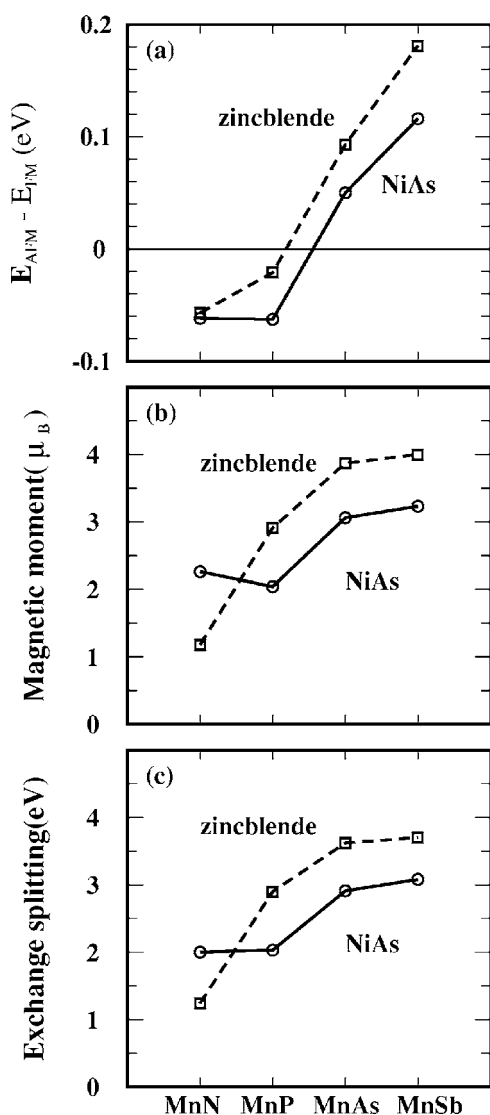 (a)
0.2
0.1
0
-0.1
E_AFM - E_FM (eV)
zincblende
NiAs
(b)
4
3
2
1
0
Magnetic moment( μ_B )
zincblende
NiAs
(c)
4
3
2
1
0
Exchange splitting(eV)
zincblende
NiAs
MnN MnP MnAs MnSb